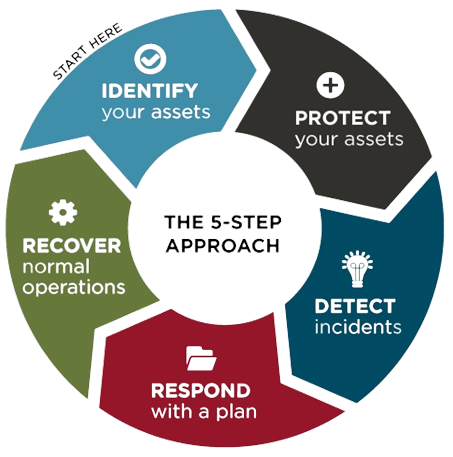 START HERE
IDENTIFY
your assets
PROTECT
your assets
DETECT
incidents
RESPOND
with a plan
RECOVER
normal
operations
THE 5-STEP
APPROACH